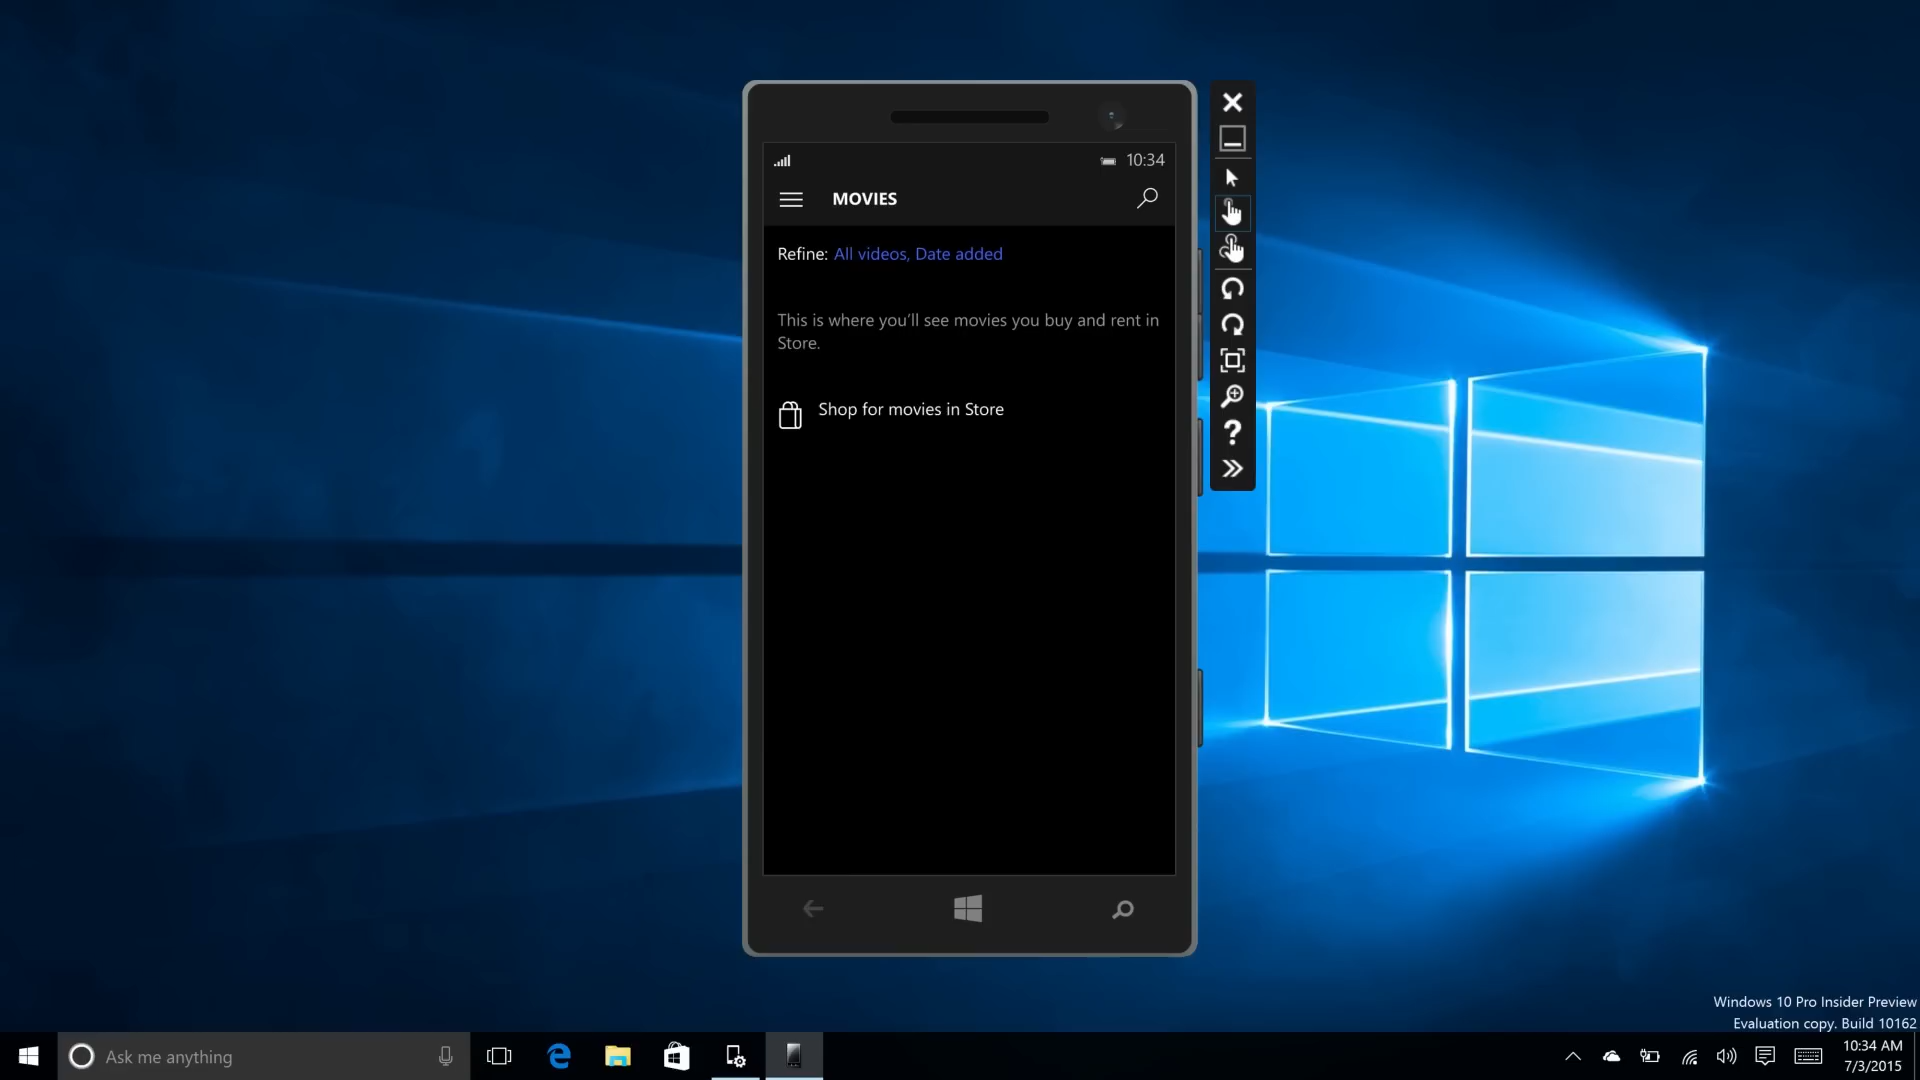 10:34
MOVIES
Refine: All videos, Date added
This is where you'll see movies you buy and rent in
Store.
Shop for movies in Store
Windows 10 Pro Insider Preview
Evaluation copy. Build 10162
Ask me anything
10:34 AM
7/3/2015